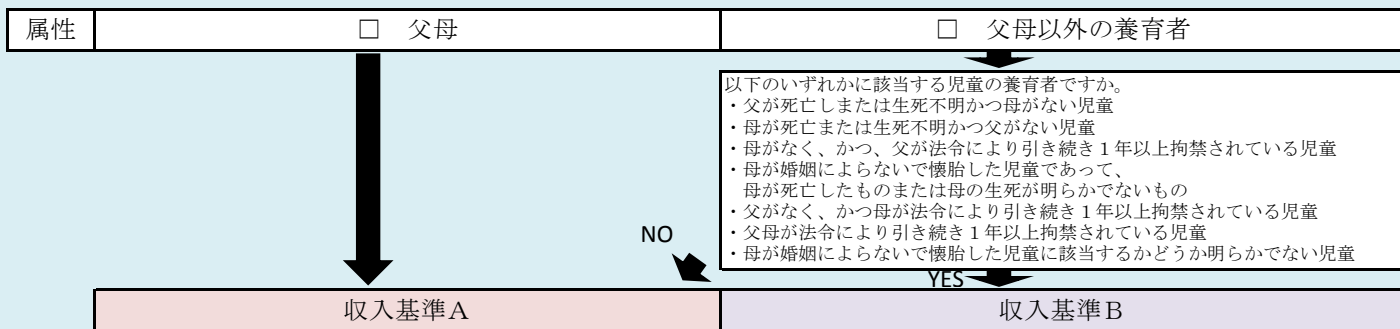 属性
□ 父母
□ 父母以外の養育者
以下のいずれかに該当する児童の養育者ですか。
・父が死亡しまたは生死不明かつ母がない児童
・母が死亡または生死不明かつ父がない児童
・母がなく、かつ、父が法令により引き続き１年以上拘禁されている児童
・母が婚姻によらないで懐胎した児童であって、
母が死亡したものまたは母の生死が明らかでないもの
・父がなく、かつ母が法令により引き続き１年以上拘禁されている児童
・父母が法令により引き続き１年以上拘禁されている児童
・母が婚姻によらないで懐胎した児童に該当するかどうか明らかでない児童
NO
YES
収入基準A
収入基準B